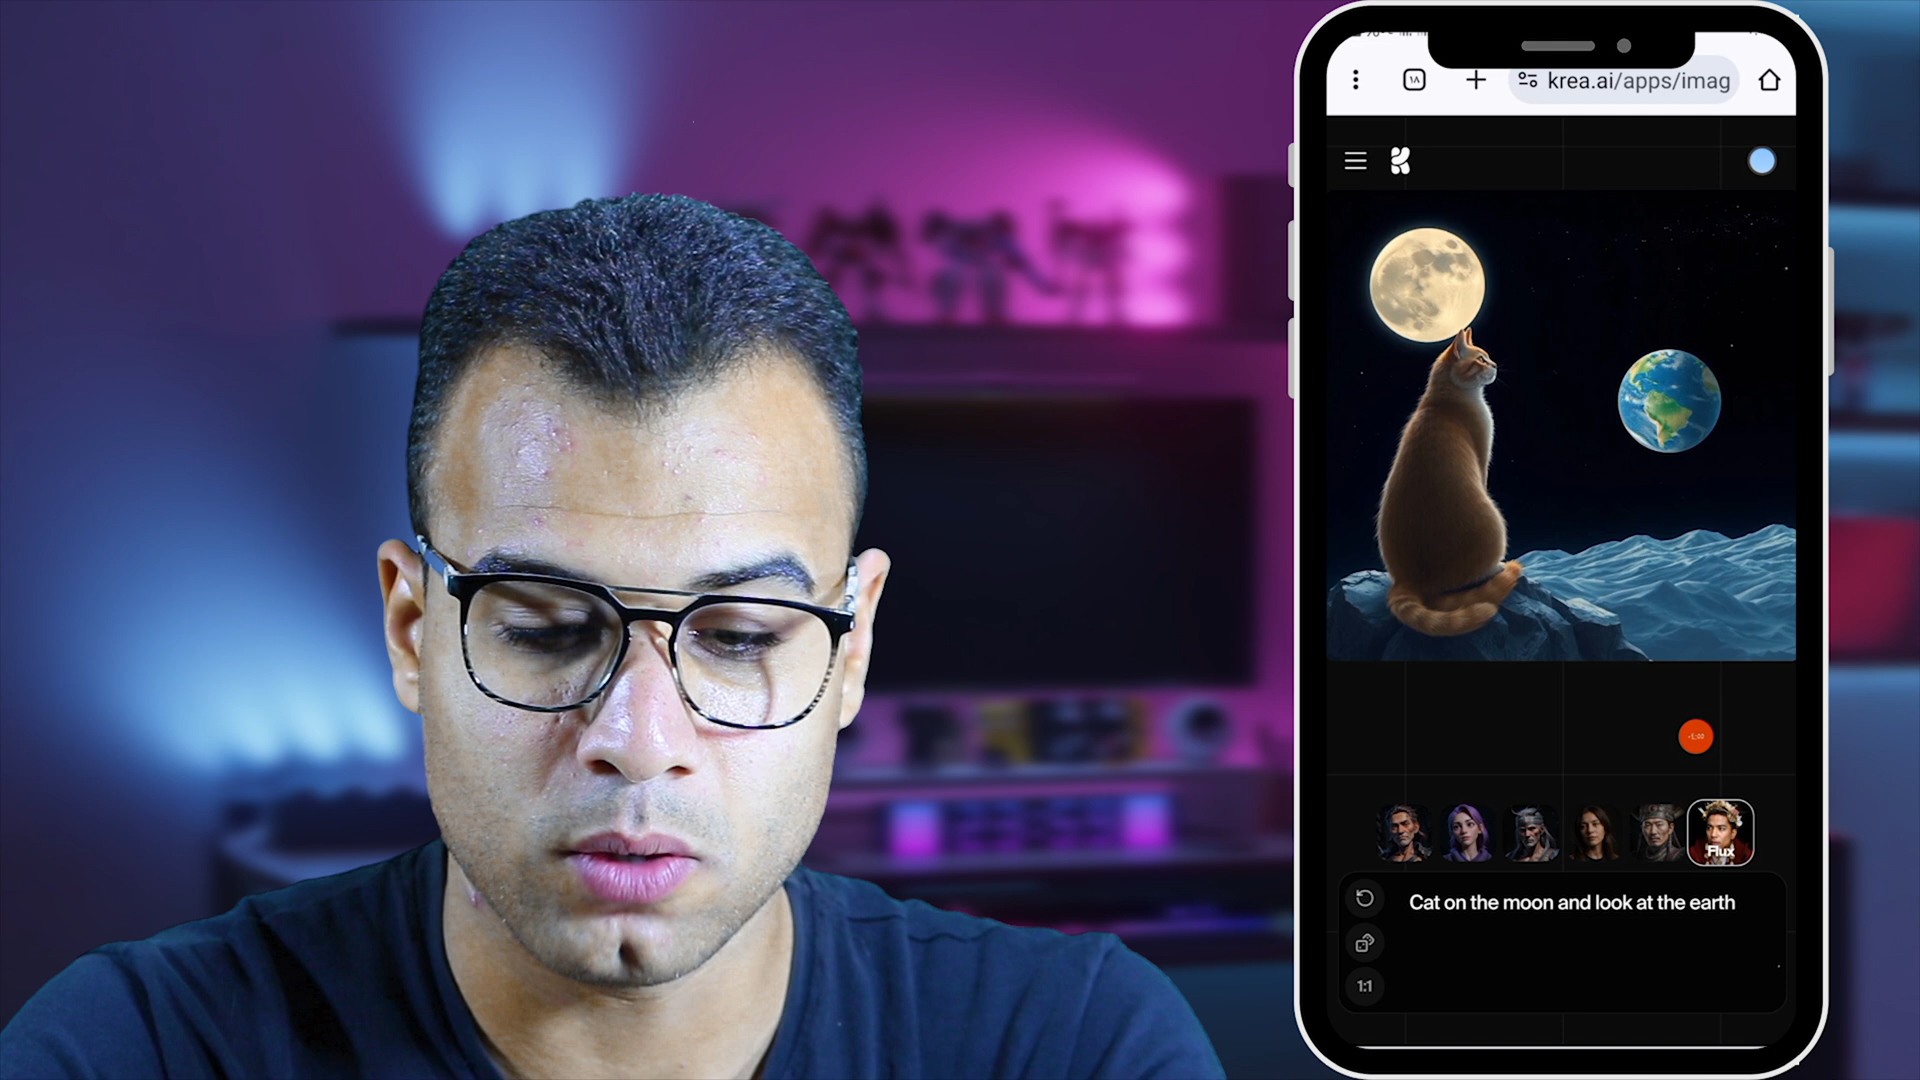 krea.ai/apps/imag
Flux
Cat on the moon and look at the earth
1:1